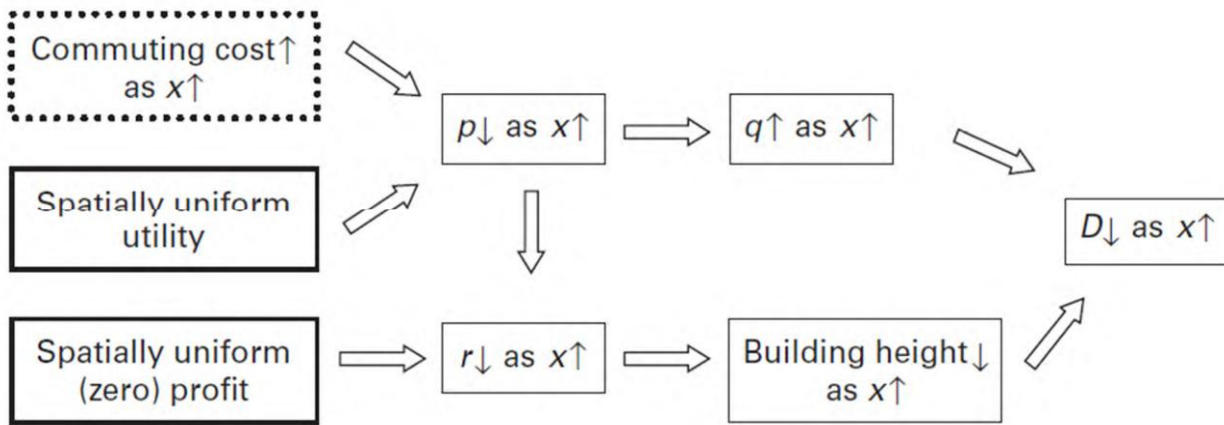 Commuting cost↑
as x↑
p↓ as x↑
q↑ as x↑
Spatially uniform
utility
D↓ as x↑
Spatially uniform
(zero) profit
r↓ as x↑
Building height↓
as x↑